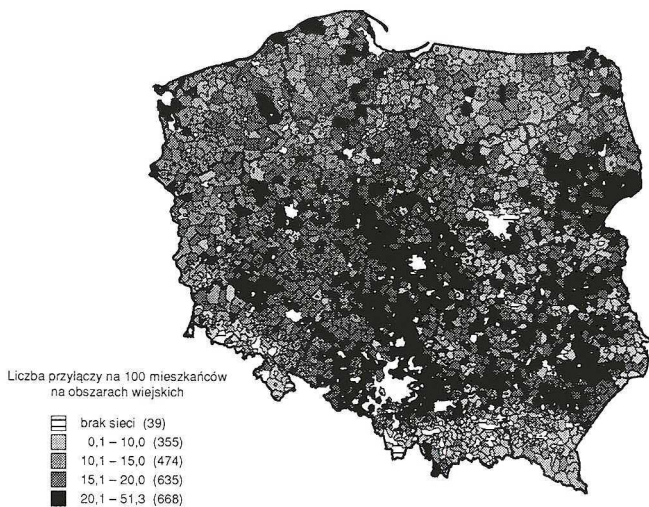 Liczba przyłączy na 100 mieszkańców
na obszarach wiejskich
brak sieci (39)
0,1 – 10,0 (355)
10,1 – 15,0 (474)
15,1 – 20,0 (635)
20,1 – 51,3 (668)